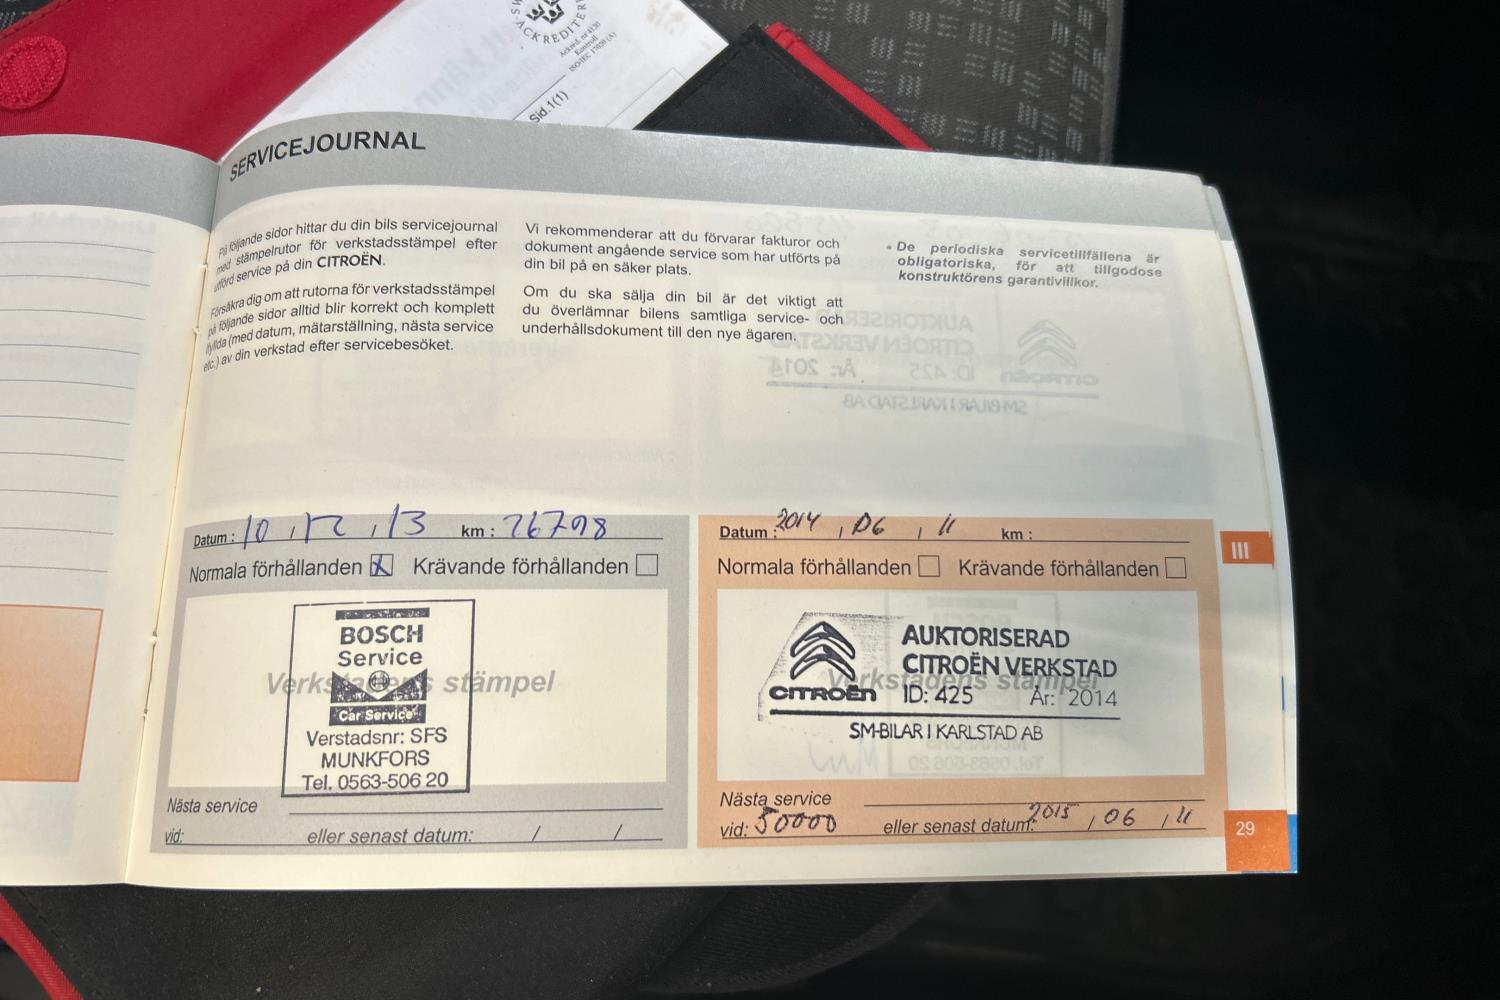 ACKREDITER
Ackred. nr 4130
Kontroll
ISO/IEC 17020 (A)
Sid.1(1)
SERVICEJOURNAL
På följande sidor hittar du din bils servicejournal
med stämpelrutor för verkstadsstämpel efter
utförd service på din CITROËN.
Försäkra dig om att rutorna för verkstadsstämpel
på följande sidor alltid blir korrekt och komplett
ifyllda (med datum, mätarställning, nästa service
etc.) av din verkstad efter servicebesöket.
Vi rekommenderar att du förvarar fakturor och
dokument angående service som har utförts på
din bil på en säker plats.
Om du ska sälja din bil är det viktigt att
du överlämnar bilens samtliga service- och
underhållsdokument till den nye ägaren.
• De periodiska servicetillfällena är
obligatoriska, för att tillgodose
konstruktörens garantivillkor.
Datum : 10 , 12 , 13 km : 26798
Normala förhållanden X Krävande förhållanden
Verkstadens stämpel
BOSCH
Service
Car Service
Verstadsnr: SFS
MUNKFORS
Tel. 0563-506 20
Nästa service
vid: eller senast datum: / /
Datum : 2014 , 06 , 11 km :
Normala förhållanden Krävande förhållanden
Verkstadens stämpel
CITROËN
AUKTORISERAD
CITROËN VERKSTAD
ID: 425 År: 2014
SM-BILAR I KARLSTAD AB
Nästa service
vid: 50000 eller senast datum: 2015 , 06 , 11
III
29